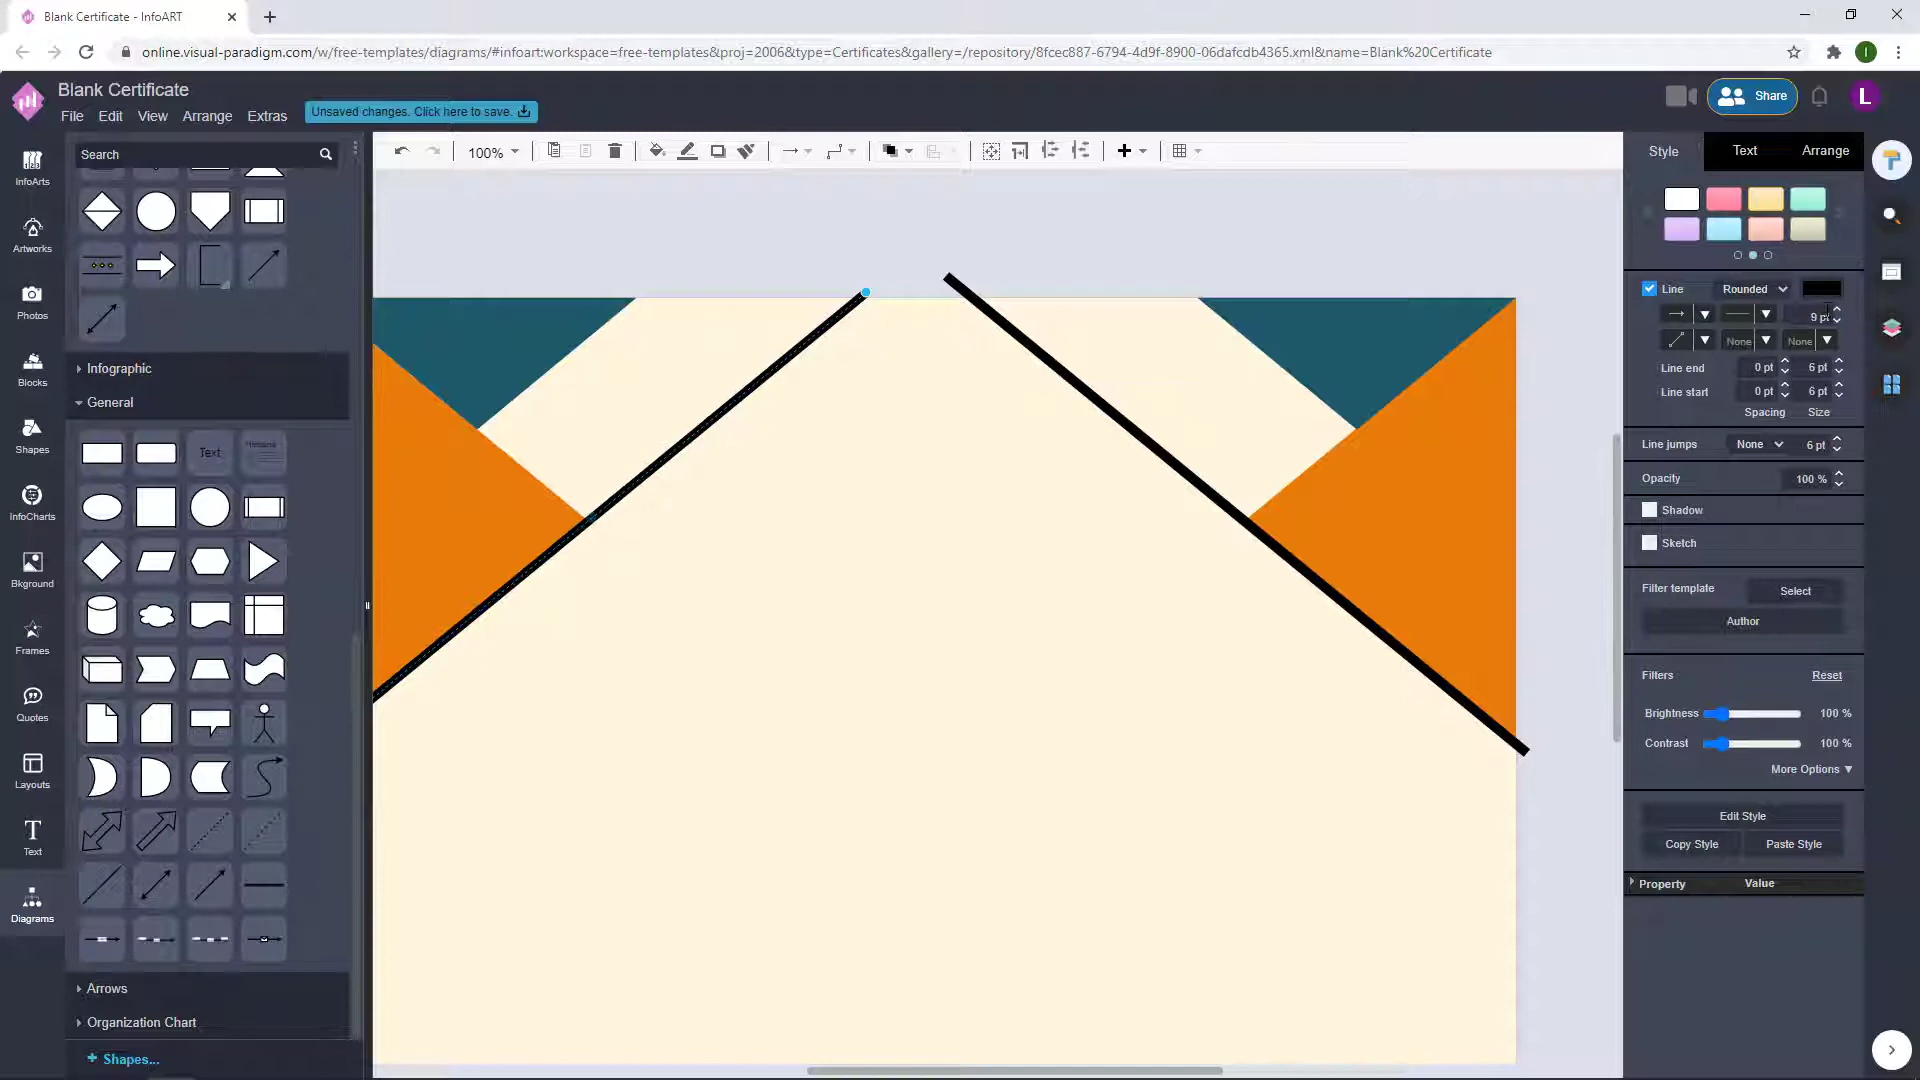 Blank Certificate - InfoART
online.visual-paradigm.com/w/free-templates/diagrams/#infoart:workspace=free-templates&proj=2006&type=Certificates&gallery=/repository/8fcec887-6794-4d9f-8900-06dafcdb4365.xml&name=Blank%20Certificate
I
Blank Certificate
File Edit View Arrange Extras
Unsaved changes. Click here to save.
Share
L
InfoArts
Artworks
Photos
Blocks
Shapes
InfoCharts
Bkground
Frames
Quotes
Layouts
Text
Diagrams
Search
Infographic
General
Text
Arrows
Organization Chart
+ Shapes...
100%
Style Text Arrange
Line Rounded
9 pt
None None
Line end 0 pt 6 pt
Line start 0 pt 6 pt
Spacing Size
Line jumps None 6 pt
Opacity 100 %
Shadow
Sketch
Filter template Select
Author
Filters Reset
Brightness 100 %
Contrast 100 %
More Options
Edit Style
Copy Style Paste Style
Property Value